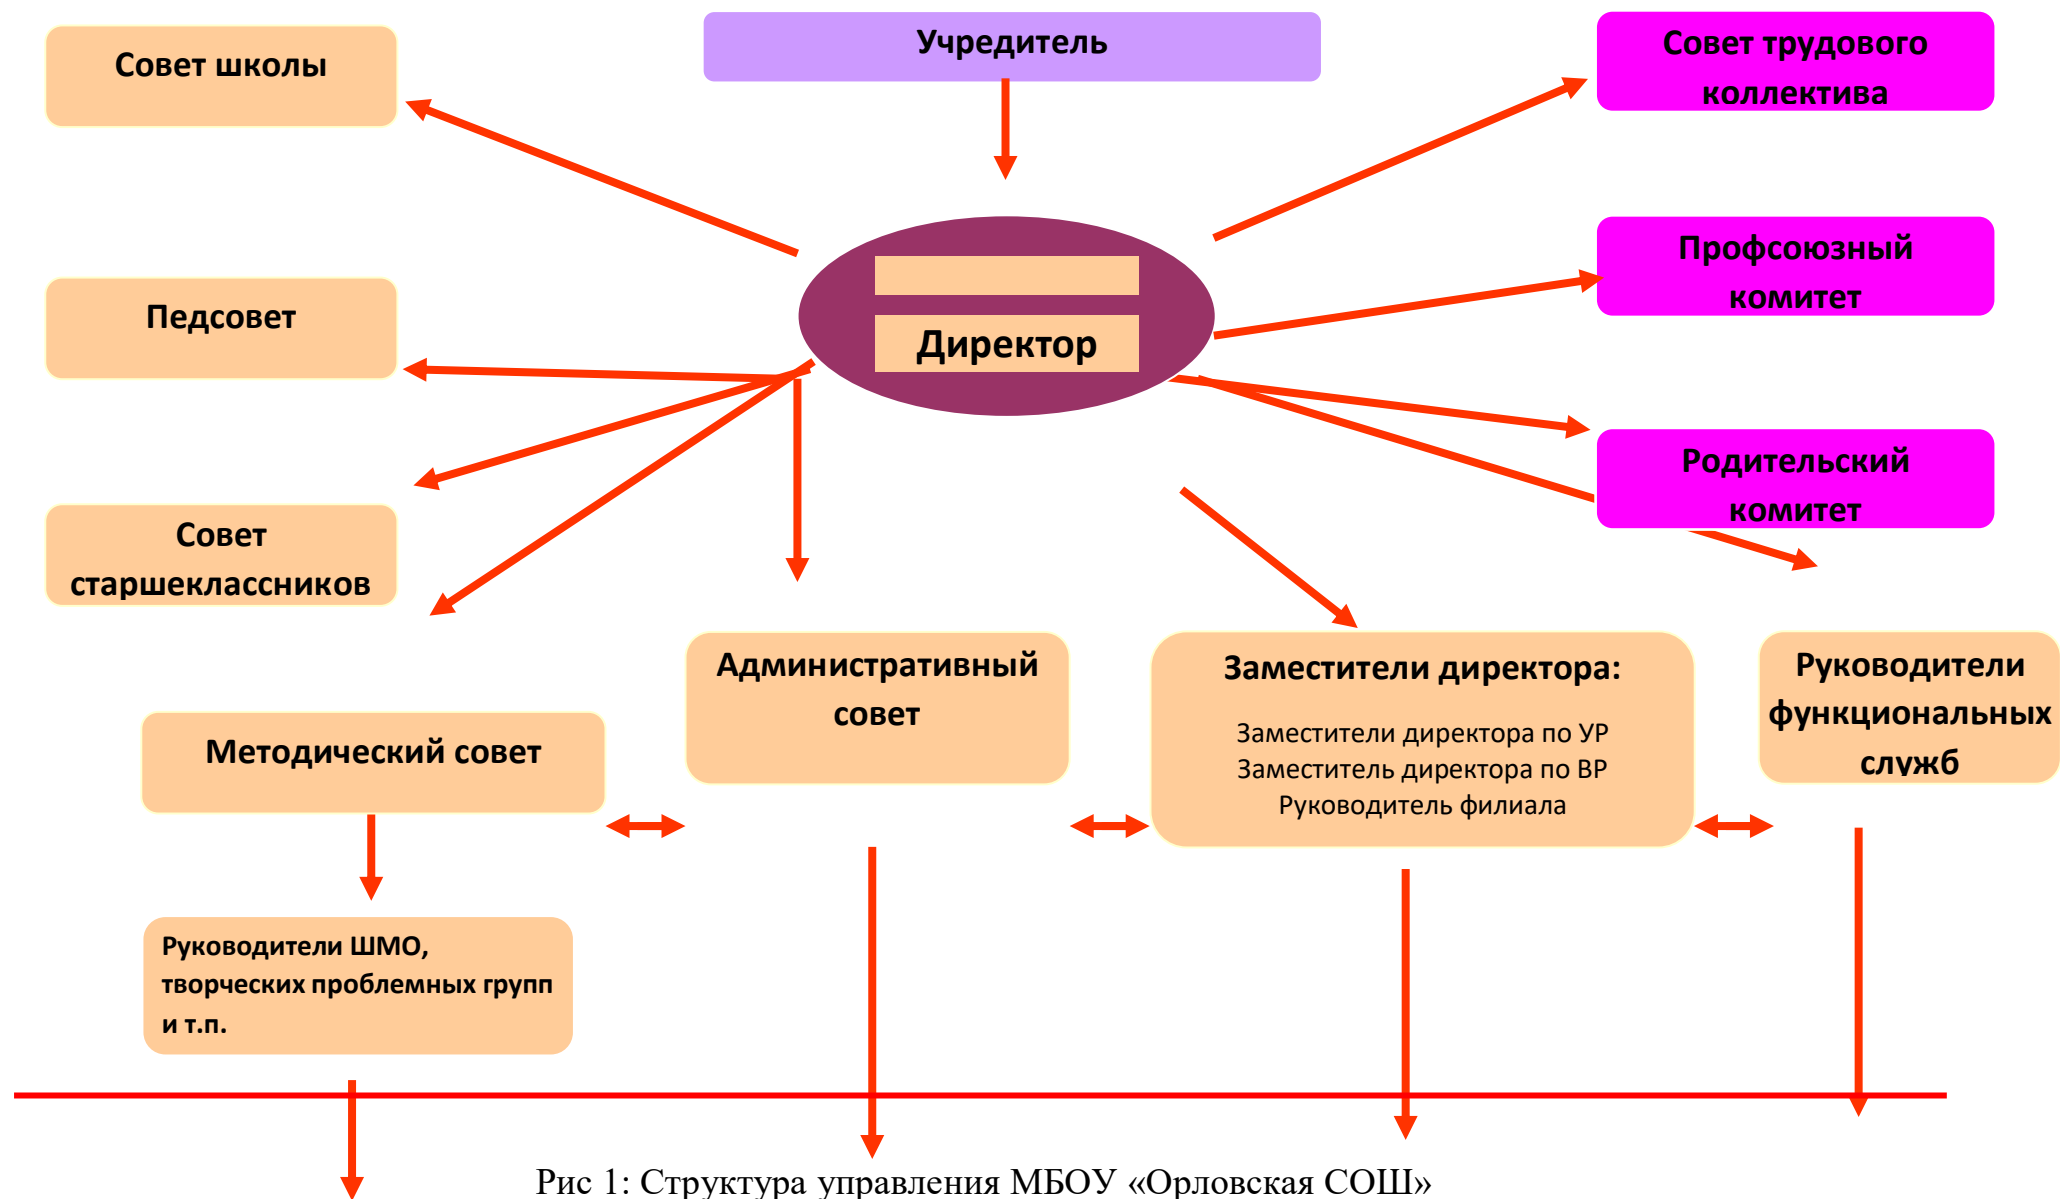 Совет школы
Учредитель
Совет трудового
коллектива
Педсовет
Директор
Профсоюзный
комитет
Совет
старшеклассников
Родительский
комитет
Методический совет
Административный
совет
Заместители директора:
Заместители директора по УР
Заместитель директора по ВР
Руководитель филиала
Руководители
функциональных
служб
Руководители ШМО,
творческих проблемных групп
и т.п.
Рис 1: Структура управления МБОУ «Орловская СОШ»